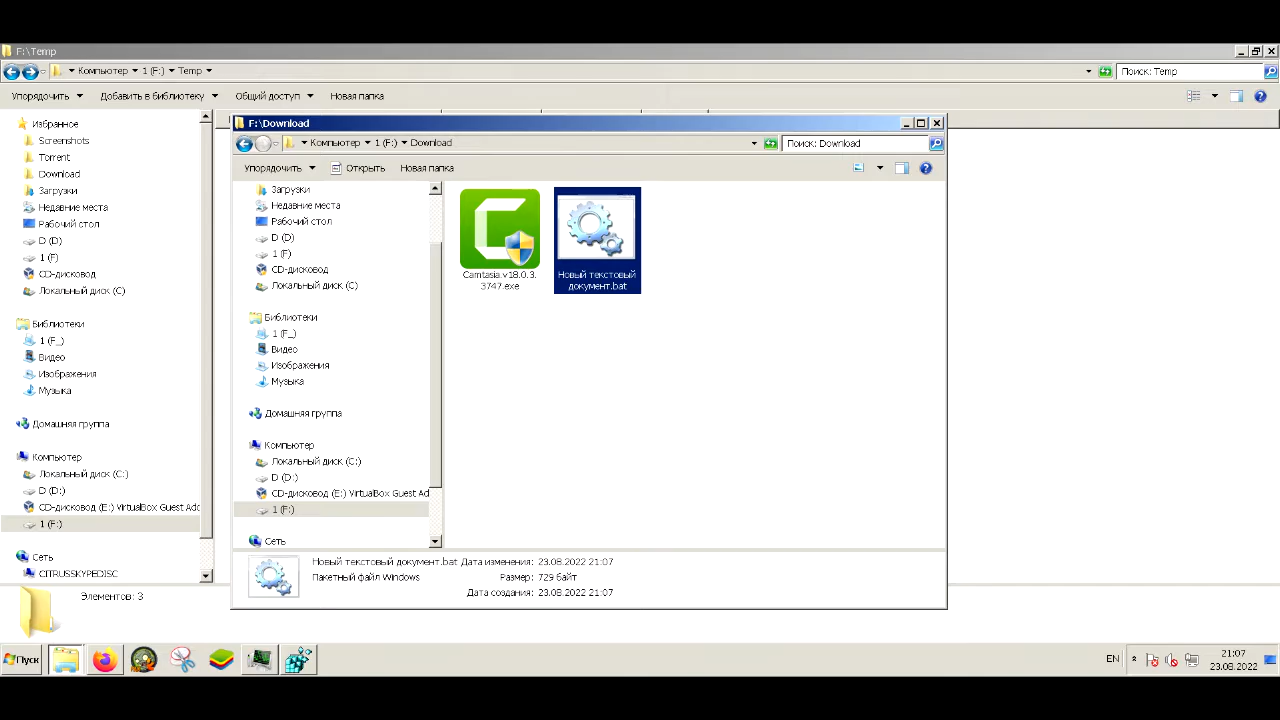 F:\Temp
Компьютер 1 (F:) Temp
Поиск: Temp
Упорядочить Добавить в библиотеку Общий доступ Новая папка
Избранное
Screenshots
Torrent
Download
Загрузки
Недавние места
Рабочий стол
D (D)
1 (F)
CD-дисковод
Локальный диск (C)
Библиотеки
1 (F_)
Видео
Изображения
Музыка
Домашняя группа
Компьютер
Локальный диск (C:)
D (D:)
CD-дисковод (E:) VirtualBox Guest Adc
1 (F:)
Сеть
CITRUSSKYPEDISC
Элементов: 3
F:\Download
Компьютер 1 (F:) Download
Поиск: Download
Упорядочить Открыть Новая папка
Загрузки
Недавние места
Рабочий стол
D (D)
1 (F)
CD-дисковод
Локальный диск (C)
Библиотеки
1 (F_)
Видео
Изображения
Музыка
Домашняя группа
Компьютер
Локальный диск (C:)
D (D:)
CD-дисковод (E:) VirtualBox Guest Ad
1 (F:)
Сеть
Camtasia.v18.0.3.
3747.exe
Новый текстовый
документ.bat
Новый текстовый документ.bat Дата изменения: 23.08.2022 21:07
Пакетный файл Windows Размер: 729 байт
Дата создания: 23.08.2022 21:07
Пуск
EN
21:07
23.08.2022